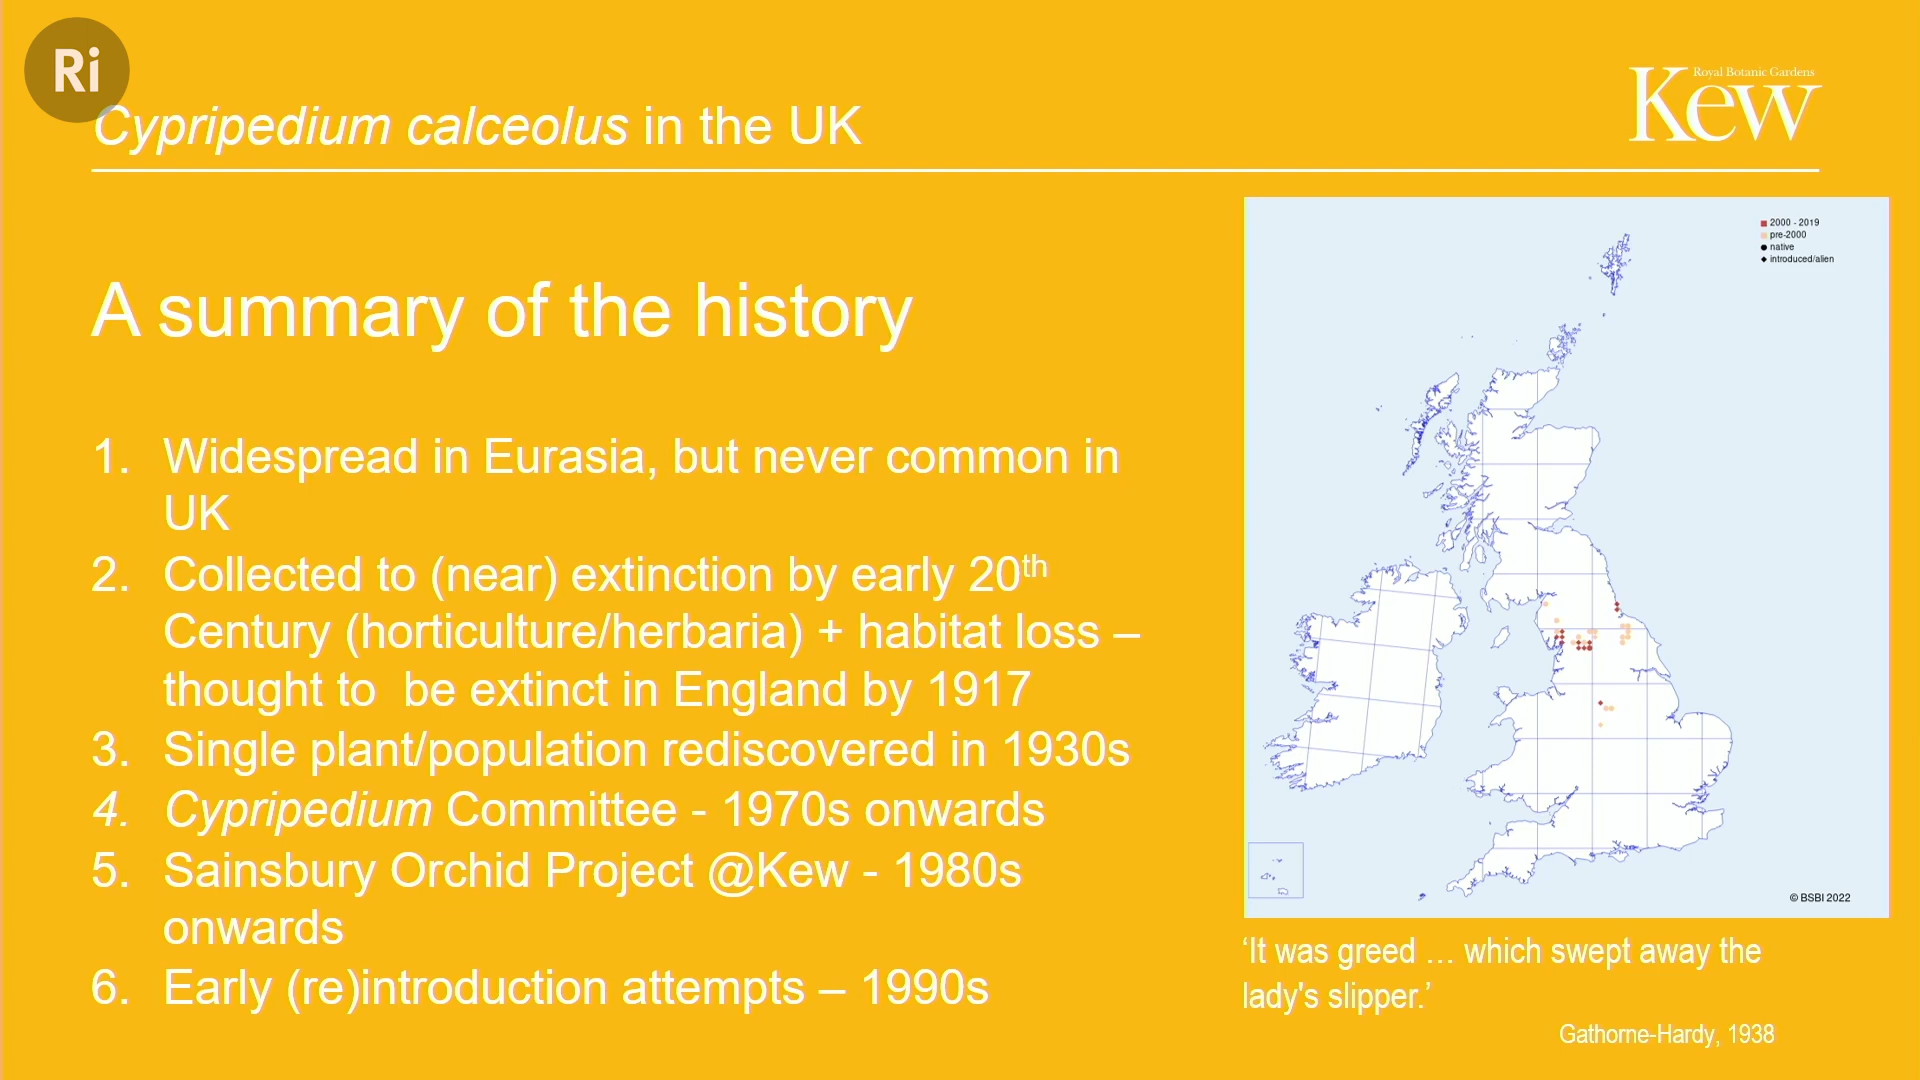 Ri
Royal Botanic Gardens
Kew
Cypripedium calceolus in the UK
A summary of the history
1. Widespread in Eurasia, but never common in
UK
2. Collected to (near) extinction by early 20th
Century (horticulture/herbaria) + habitat loss –
thought to  be extinct in England by 1917
3. Single plant/population rediscovered in 1930s
4. Cypripedium Committee - 1970s onwards
5. Sainsbury Orchid Project @Kew - 1980s
onwards
6. Early (re)introduction attempts – 1990s
2000 - 2019
pre-2000
native
introduced/alien
© BSBI 2022
‘It was greed … which swept away the
lady's slipper.’
Gathorne-Hardy, 1938